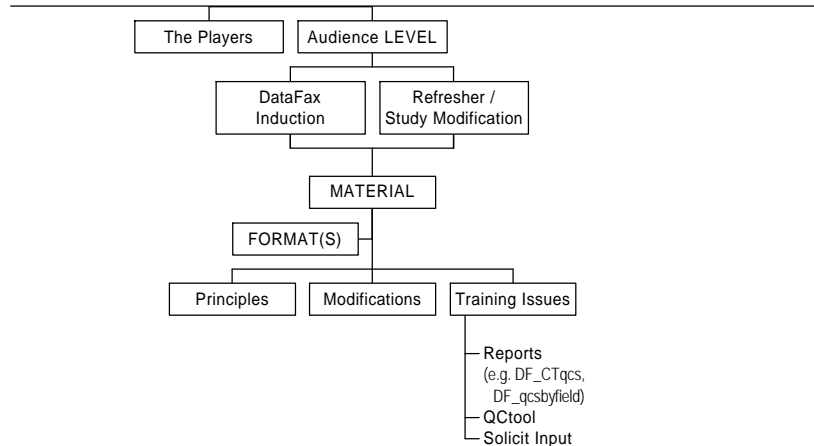 The Players
Audience LEVEL
DataFax
Induction
Refresher /
Study Modification
MATERIAL
FORMAT(S)
Principles
Modifications
Training Issues
Reports
(e.g. DF_CTqcs,
DF_qcsbyfield)
QCtool
Solicit Input